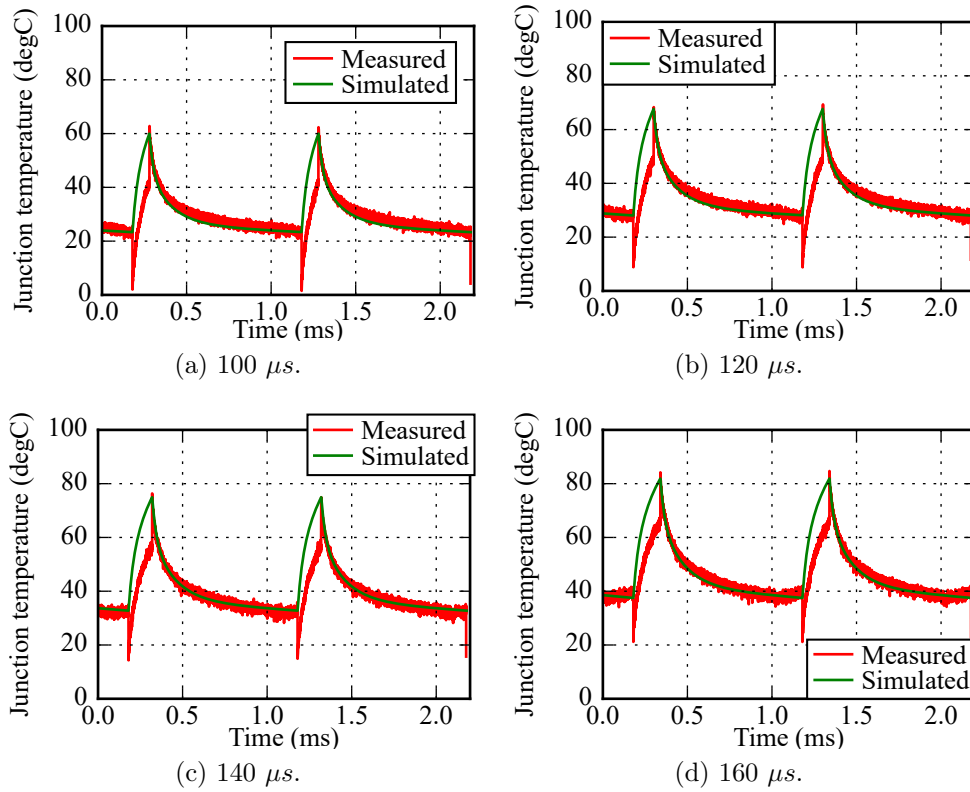 100
80
60
40
20
0
Junction temperature (degC)
Measured
Simulated
0.0 0.5 1.0 1.5 2.0
Time (ms)
(a) 100 μs.
100
80
60
40
20
0
Junction temperature (degC)
Measured
Simulated
0.0 0.5 1.0 1.5 2.0
Time (ms)
(b) 120 μs.
100
80
60
40
20
0
Junction temperature (degC)
Measured
Simulated
0.0 0.5 1.0 1.5 2.0
Time (ms)
(c) 140 μs.
100
80
60
40
20
0
Junction temperature (degC)
Measured
Simulated
0.0 0.5 1.0 1.5 2.0
Time (ms)
(d) 160 μs.